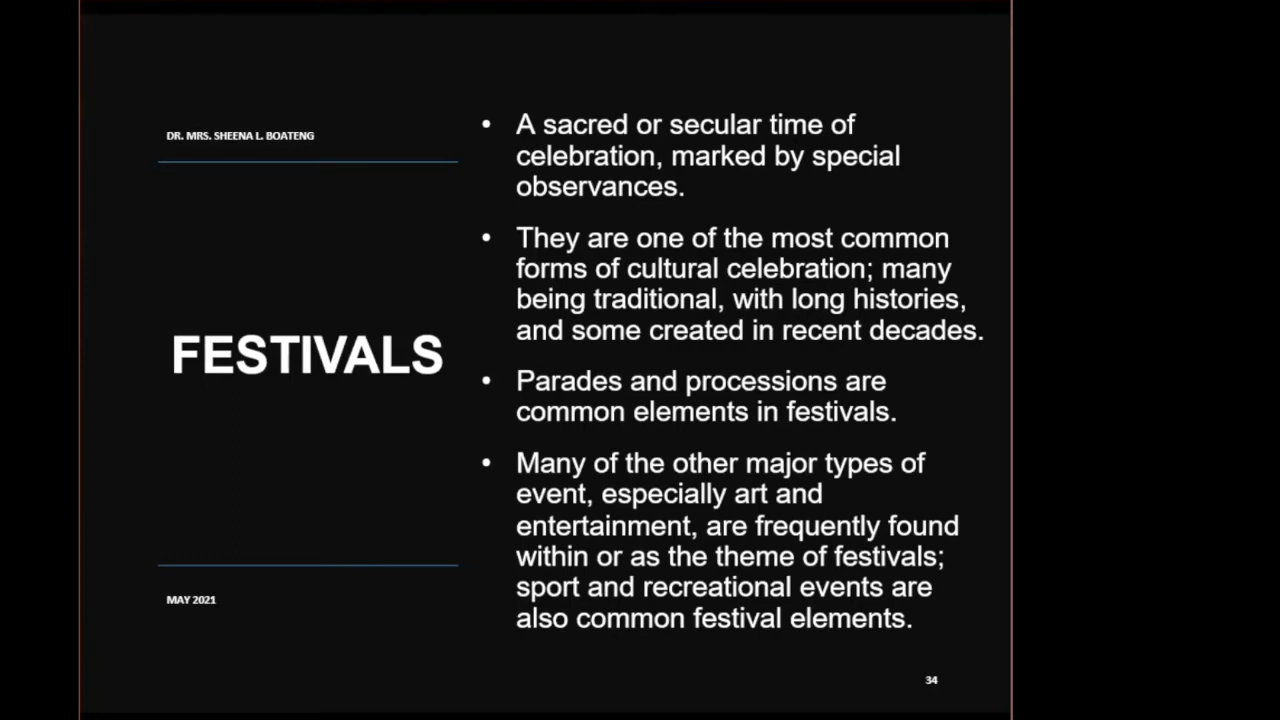 DR. MRS. SHEENA L. BOATENG
FESTIVALS
MAY 2021
• A sacred or secular time of
celebration, marked by special
observances.
• They are one of the most common
forms of cultural celebration; many
being traditional, with long histories,
and some created in recent decades.
• Parades and processions are
common elements in festivals.
• Many of the other major types of
event, especially art and
entertainment, are frequently found
within or as the theme of festivals;
sport and recreational events are
also common festival elements.
34